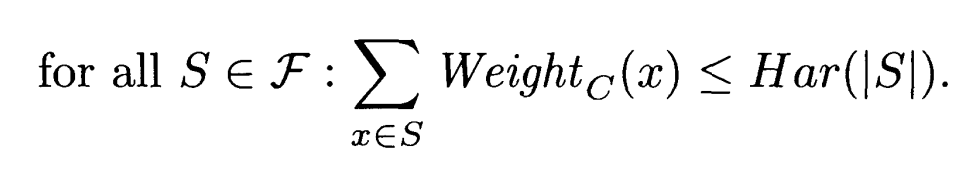 for all S ∈ ℱ : ∑ Weight_C(x) ≤ Har(|S|).
x∈S